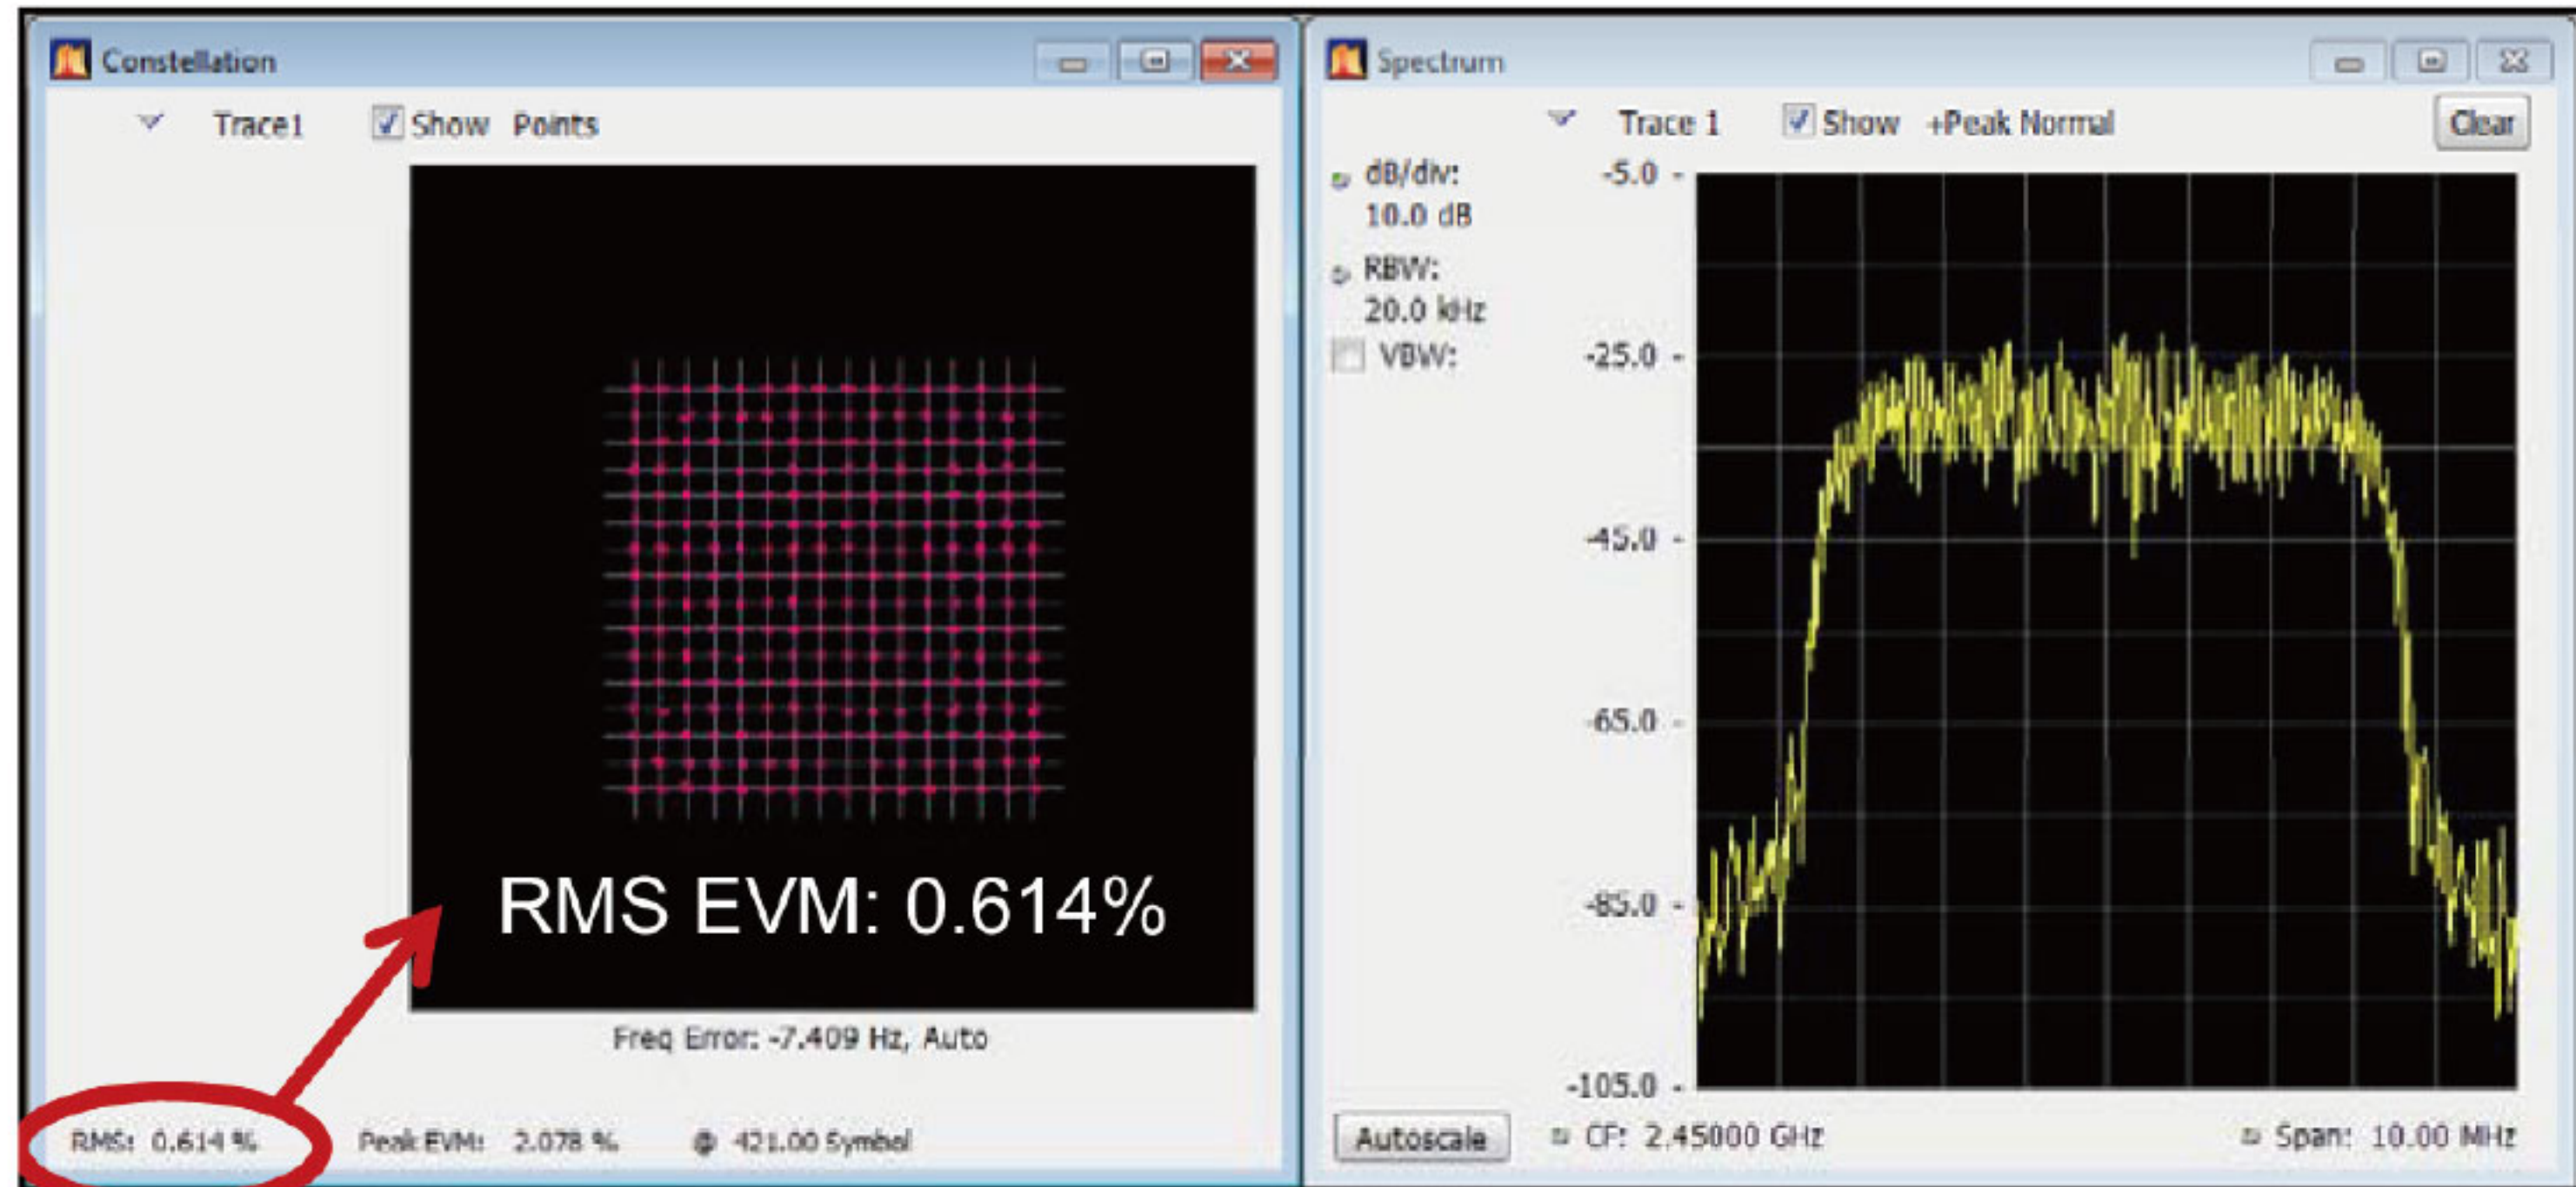 Constellation
Trace1 Show Points
RMS EVM: 0.614%
Freq Error: -7.409 Hz, Auto
RMS: 0.614 % Peak EVM: 2.078 % @ 421.00 Symbol
Spectrum
Trace 1 Show +Peak Normal Clear
dB/div:
10.0 dB
RBW:
20.0 kHz
VBW:
-5.0
-25.0
-45.0
-65.0
-85.0
-105.0
Autoscale CF: 2.45000 GHz Span: 10.00 MHz